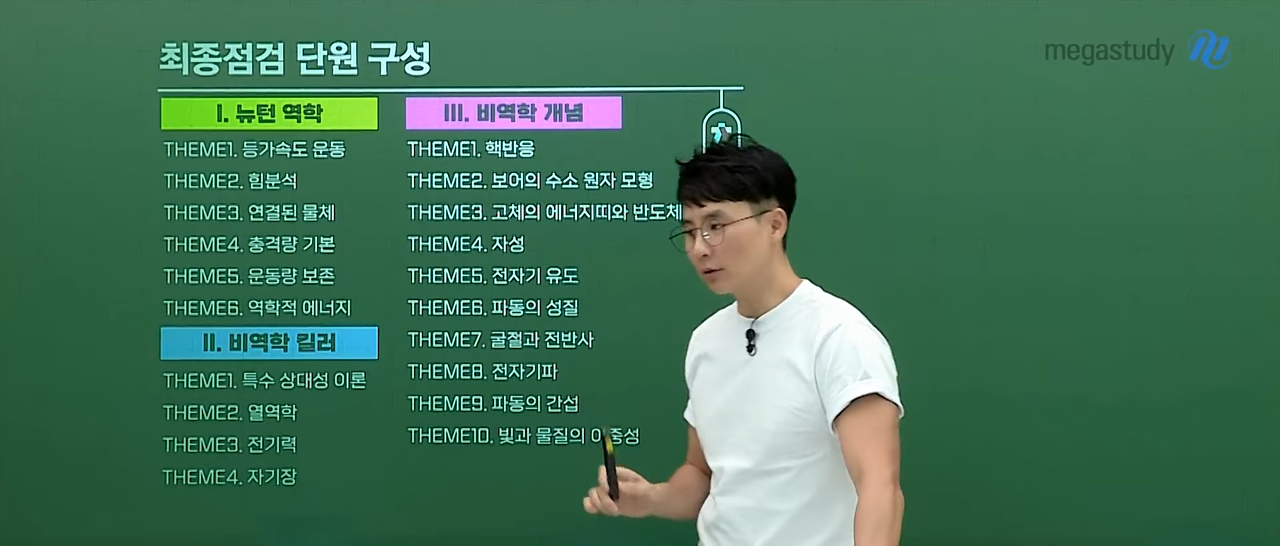 최종점검 단원 구성
megastudy
I. 뉴턴 역학
THEME1. 등가속도 운동
THEME2. 힘분석
THEME3. 연결된 물체
THEME4. 충격량 기본
THEME5. 운동량 보존
THEME6. 역학적 에너지
II. 비역학 킬러
THEME1. 특수 상대성 이론
THEME2. 열역학
THEME3. 전기력
THEME4. 자기장
III. 비역학 개념
THEME1. 핵반응
THEME2. 보어의 수소 원자 모형
THEME3. 고체의 에너지띠와 반도체
THEME4. 자성
THEME5. 전자기 유도
THEME6. 파동의 성질
THEME7. 굴절과 전반사
THEME8. 전자기파
THEME9. 파동의 간섭
THEME10. 빛과 물질의 이중성